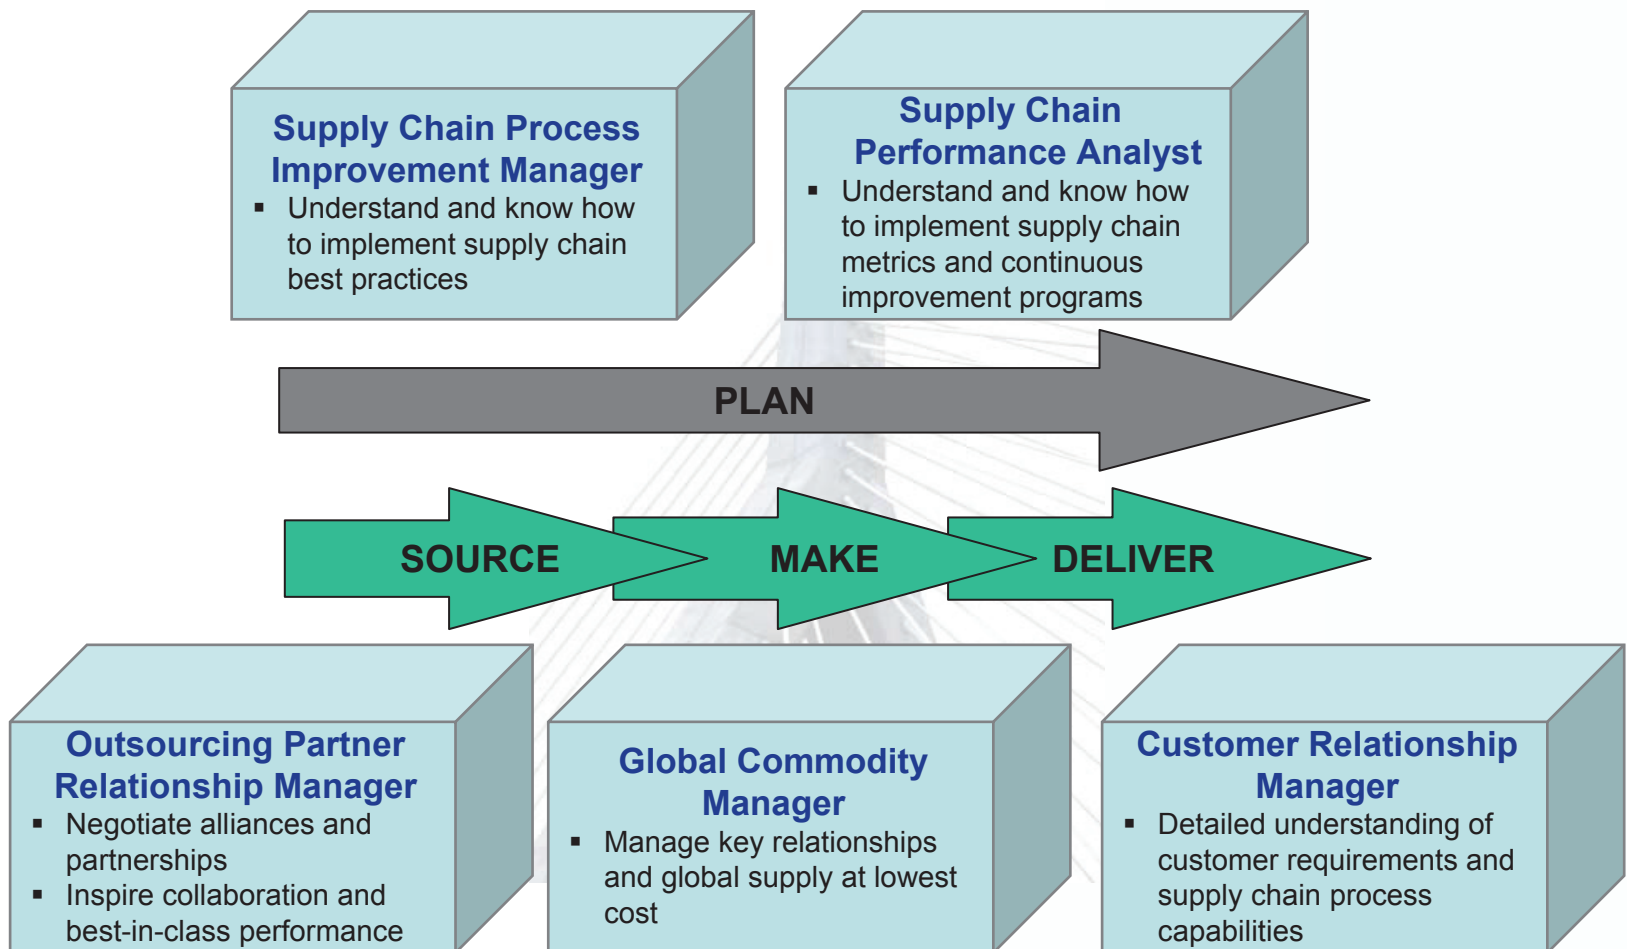 Supply Chain Process
Improvement Manager
▪ Understand and know how
to implement supply chain
best practices
Supply Chain
Performance Analyst
▪ Understand and know how
to implement supply chain
metrics and continuous
improvement programs
PLAN
SOURCE
MAKE
DELIVER
Outsourcing Partner
Relationship Manager
▪ Negotiate alliances and
partnerships
▪ Inspire collaboration and
best-in-class performance
Global Commodity
Manager
▪ Manage key relationships
and global supply at lowest
cost
Customer Relationship
Manager
▪ Detailed understanding of
customer requirements and
supply chain process
capabilities